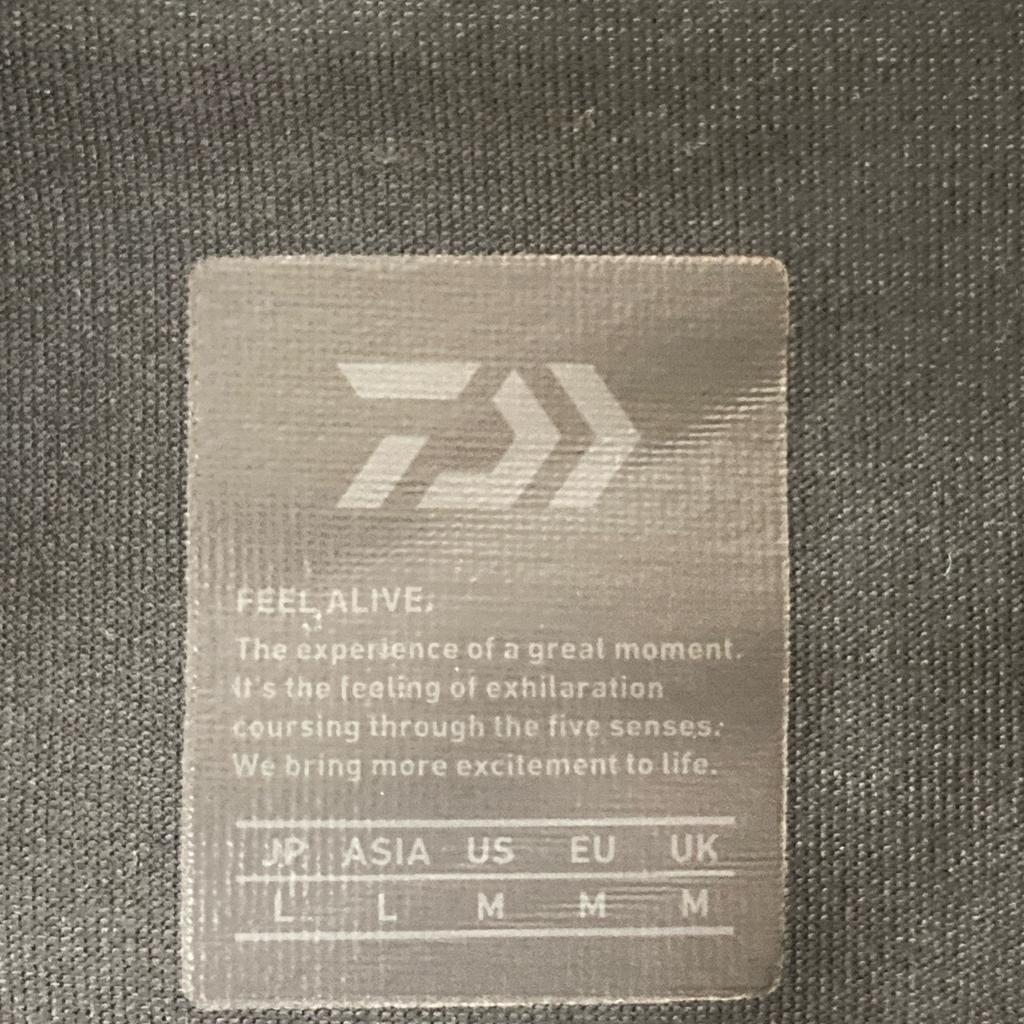 FEEL ALIVE.
The experience of a great moment.
It's the feeling of exhilaration
coursing through the five senses.
We bring more excitement to life.
JP ASIA US EU UK
L L M M M